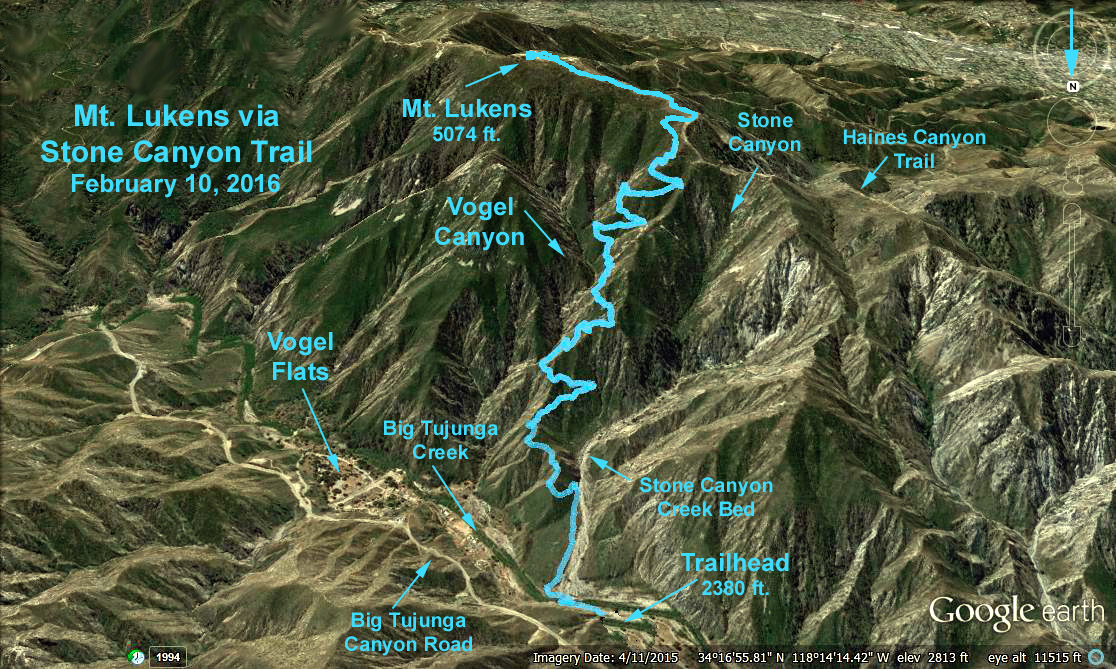 Mt. Lukens via
Stone Canyon Trail
February 10, 2016
Mt. Lukens
5074 ft.
Stone
Canyon
Haines Canyon
Trail
N
Vogel
Canyon
Vogel
Flats
Big Tujunga
Creek
Stone Canyon
Creek Bed
Trailhead
2380 ft.
Big Tujunga
Canyon Road
Google earth
1994
Imagery Date: 4/11/2015 34°16'55.81" N 118°14'14.42" W elev 2813 ft eye alt 11515 ft